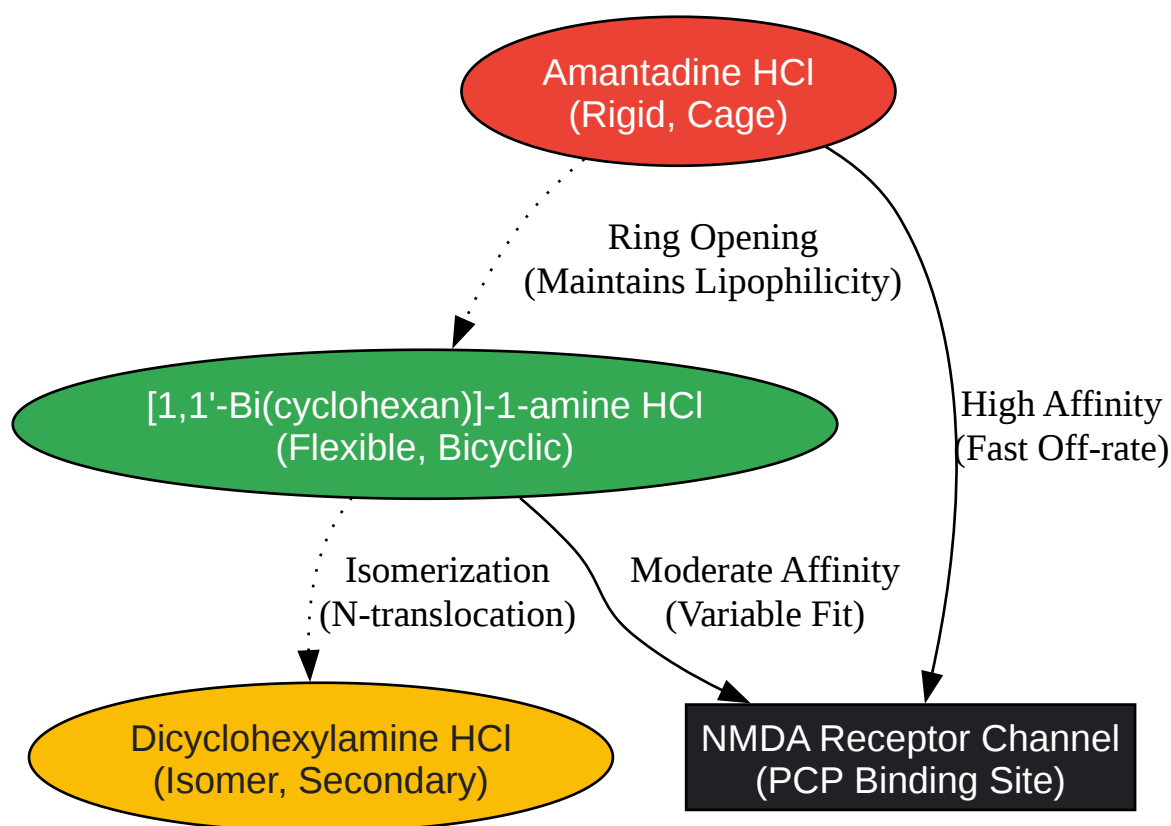 Amantadine HCl
(Rigid, Cage)
Ring Opening
(Maintains Lipophilicity)
[1,1'-Bi(cyclohexan)]-1-amine HCl
(Flexible, Bicyclic)
High Affinity
(Fast Off-rate)
Isomerization
(N-translocation)
Moderate Affinity
(Variable Fit)
Dicyclohexylamine HCl
(Isomer, Secondary)
NMDA Receptor Channel
(PCP Binding Site)